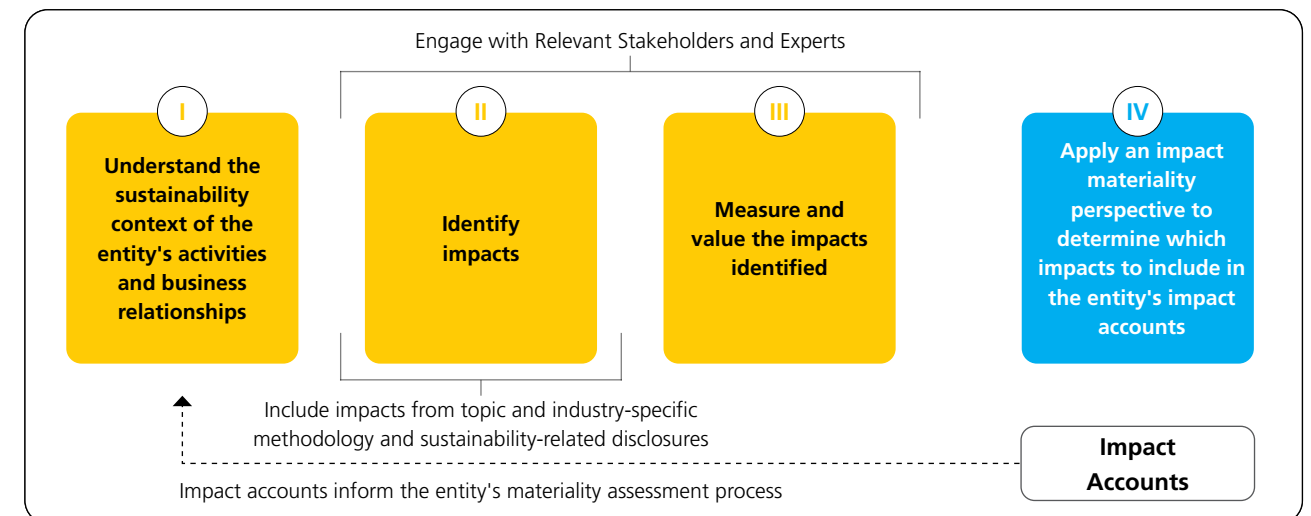 Engage with Relevant Stakeholders and Experts
I
Understand the
sustainability
context of the
entity's activities
and business
relationships
II
Identify
impacts
III
Measure and
value the impacts
identified
IV
Apply an impact
materiality
perspective to
determine which
impacts to include in
the entity's impact
accounts
Include impacts from topic and industry-specific
methodology and sustainability-related disclosures
Impact
Accounts
Impact accounts inform the entity's materiality assessment process